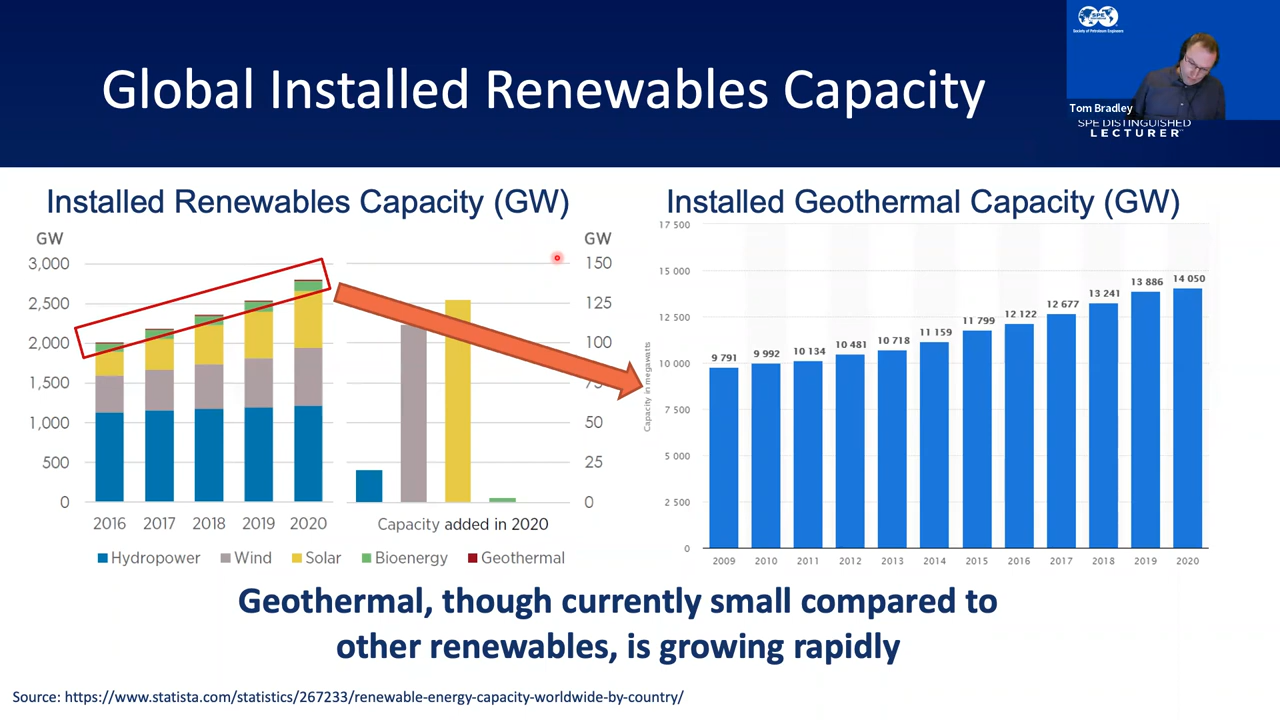 Global Installed Renewables Capacity
SPE
Society of Petroleum Engineers
Tom Bradley
SPE DISTINGUISHED
LECTURER
Installed Renewables Capacity (GW)
GW
GW
3,000
2,500
2,000
1,500
1,000
500
0
150
125
100
75
50
25
0
2016 2017 2018 2019 2020
Capacity added in 2020
Hydropower Wind Solar Bioenergy Geothermal
Installed Geothermal Capacity (GW)
Capacity in megawatts
17 500
15 000
12 500
10 000
7 500
5 000
2 500
0
9 791 9 992 10 134 10 481 10 718 11 159 11 799 12 122 12 677 13 241 13 886 14 050
2009 2010 2011 2012 2013 2014 2015 2016 2017 2018 2019 2020
Geothermal, though currently small compared to
other renewables, is growing rapidly
Source: https://www.statista.com/statistics/267233/renewable-energy-capacity-worldwide-by-country/